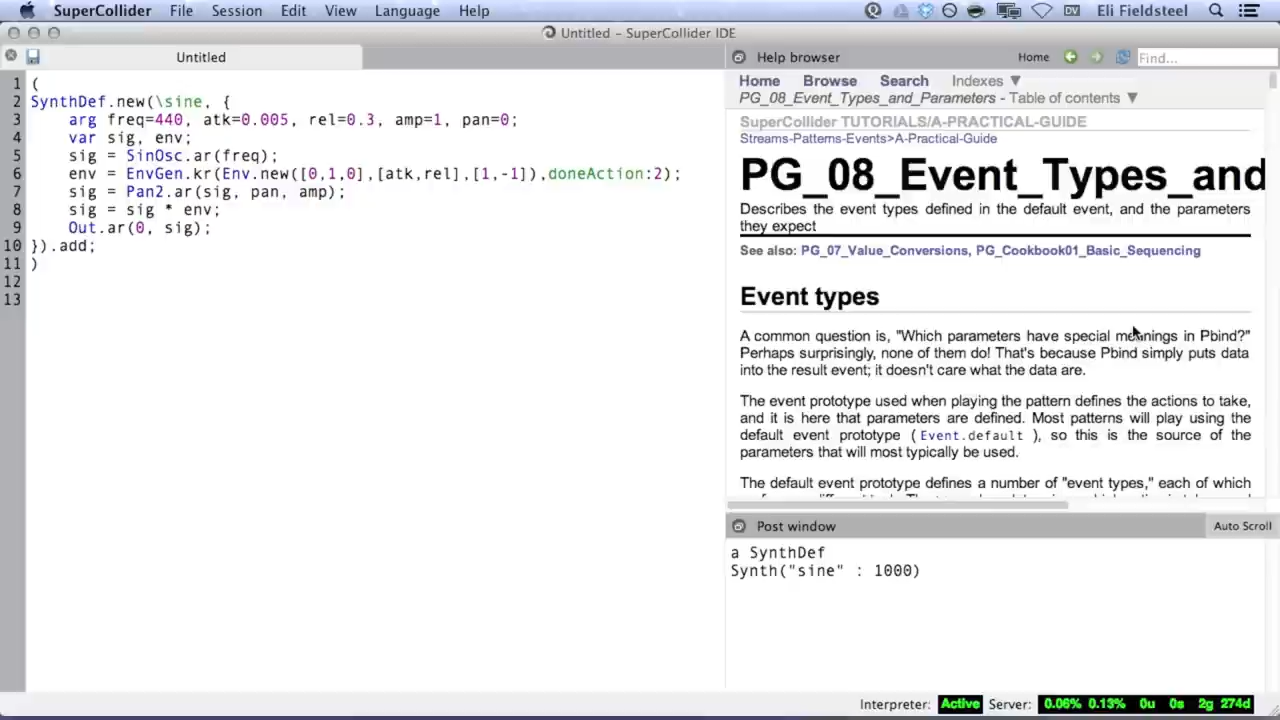 SuperCollider File Session Edit View Language Help DV Eli Fieldsteel
Untitled - SuperCollider IDE
Untitled
1 (
2 SynthDef.new(\sine, {
3 arg freq=440, atk=0.005, rel=0.3, amp=1, pan=0;
4 var sig, env;
5 sig = SinOsc.ar(freq);
6 env = EnvGen.kr(Env.new([0,1,0],[atk,rel],[1,-1]),doneAction:2);
7 sig = Pan2.ar(sig, pan, amp);
8 sig = sig * env;
9 Out.ar(0, sig);
10 }).add;
11 )
12
13
Help browser Home Find...
Home Browse Search Indexes ▼
PG_08_Event_Types_and_Parameters - Table of contents ▼
SuperCollider TUTORIALS/A-PRACTICAL-GUIDE
Streams-Patterns-Events>A-Practical-Guide
PG_08_Event_Types_and
Describes the event types defined in the default event, and the parameters
they expect
See also: PG_07_Value_Conversions, PG_Cookbook01_Basic_Sequencing
Event types
A common question is, "Which parameters have special meanings in Pbind?"
Perhaps surprisingly, none of them do! That's because Pbind simply puts data
into the result event; it doesn't care what the data are.
The event prototype used when playing the pattern defines the actions to take,
and it is here that parameters are defined. Most patterns will play using the
default event prototype ( Event.default ), so this is the source of the
parameters that will most typically be used.
The default event prototype defines a number of "event types," each of which
Post window Auto Scroll
a SynthDef
Synth("sine" : 1000)
Interpreter: Active Server: 0.06% 0.13% 0u 0s 2g 274d